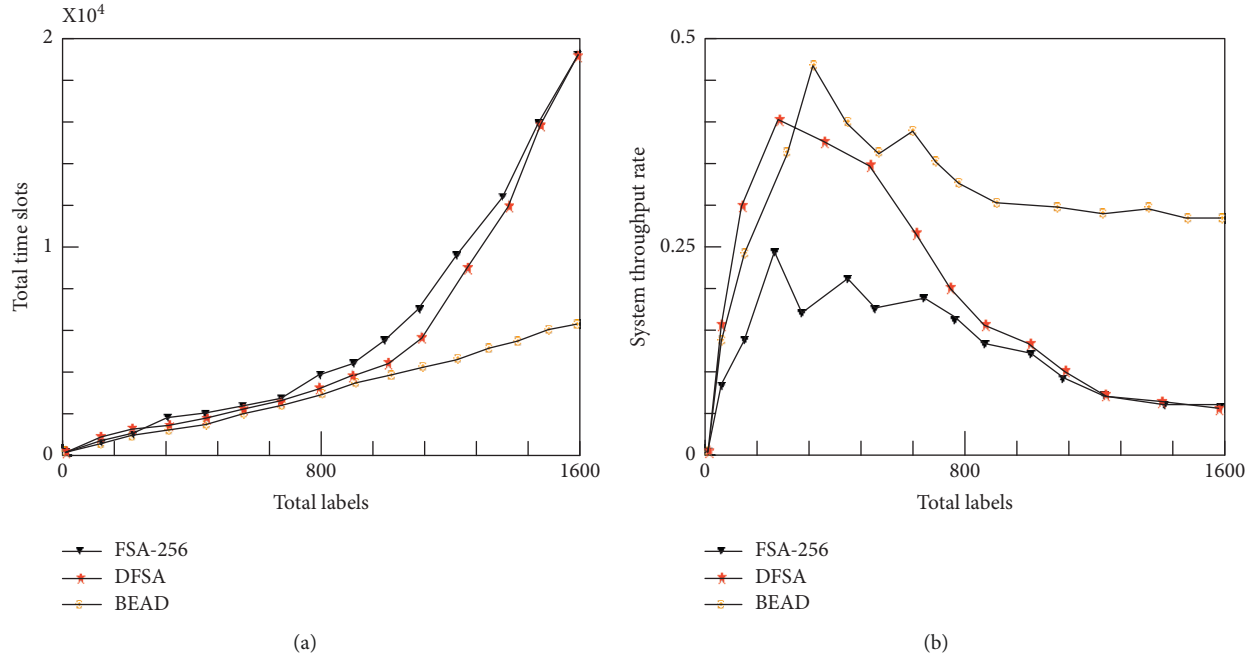 X10⁴
2
1
0
Total time slots
0
800
1600
Total labels
FSA-256
DFSA
BEAD
(a)
0.5
0.25
0
System throughput rate
0
800
1600
Total labels
FSA-256
DFSA
BEAD
(b)